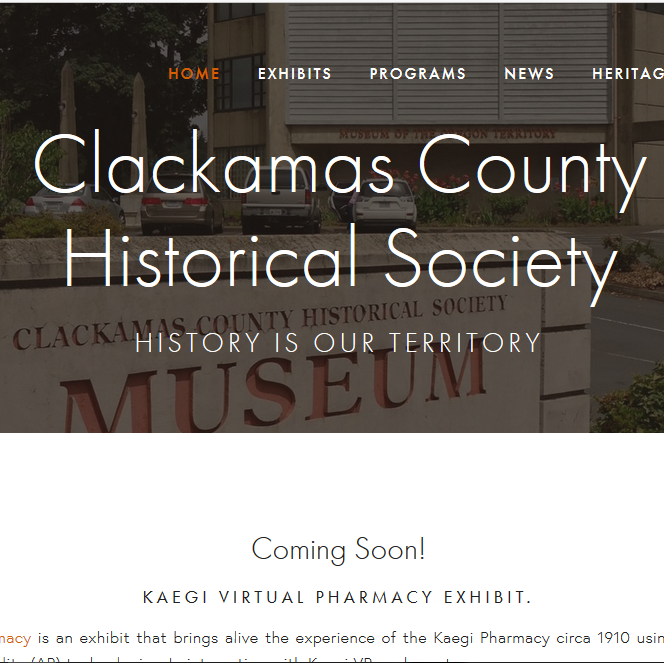 HOME EXHIBITS PROGRAMS NEWS HERITAG
MUSEUM OF THE OREGON TERRITORY
Clackamas County
Historical Society
CLACKAMAS COUNTY HISTORICAL SOCIETY
HISTORY IS OUR TERRITORY
MUSEUM
Coming Soon!
KAEGI VIRTUAL PHARMACY EXHIBIT.
macy is an exhibit that brings alive the experience of the Kaegi Pharmacy circa 1910 usin